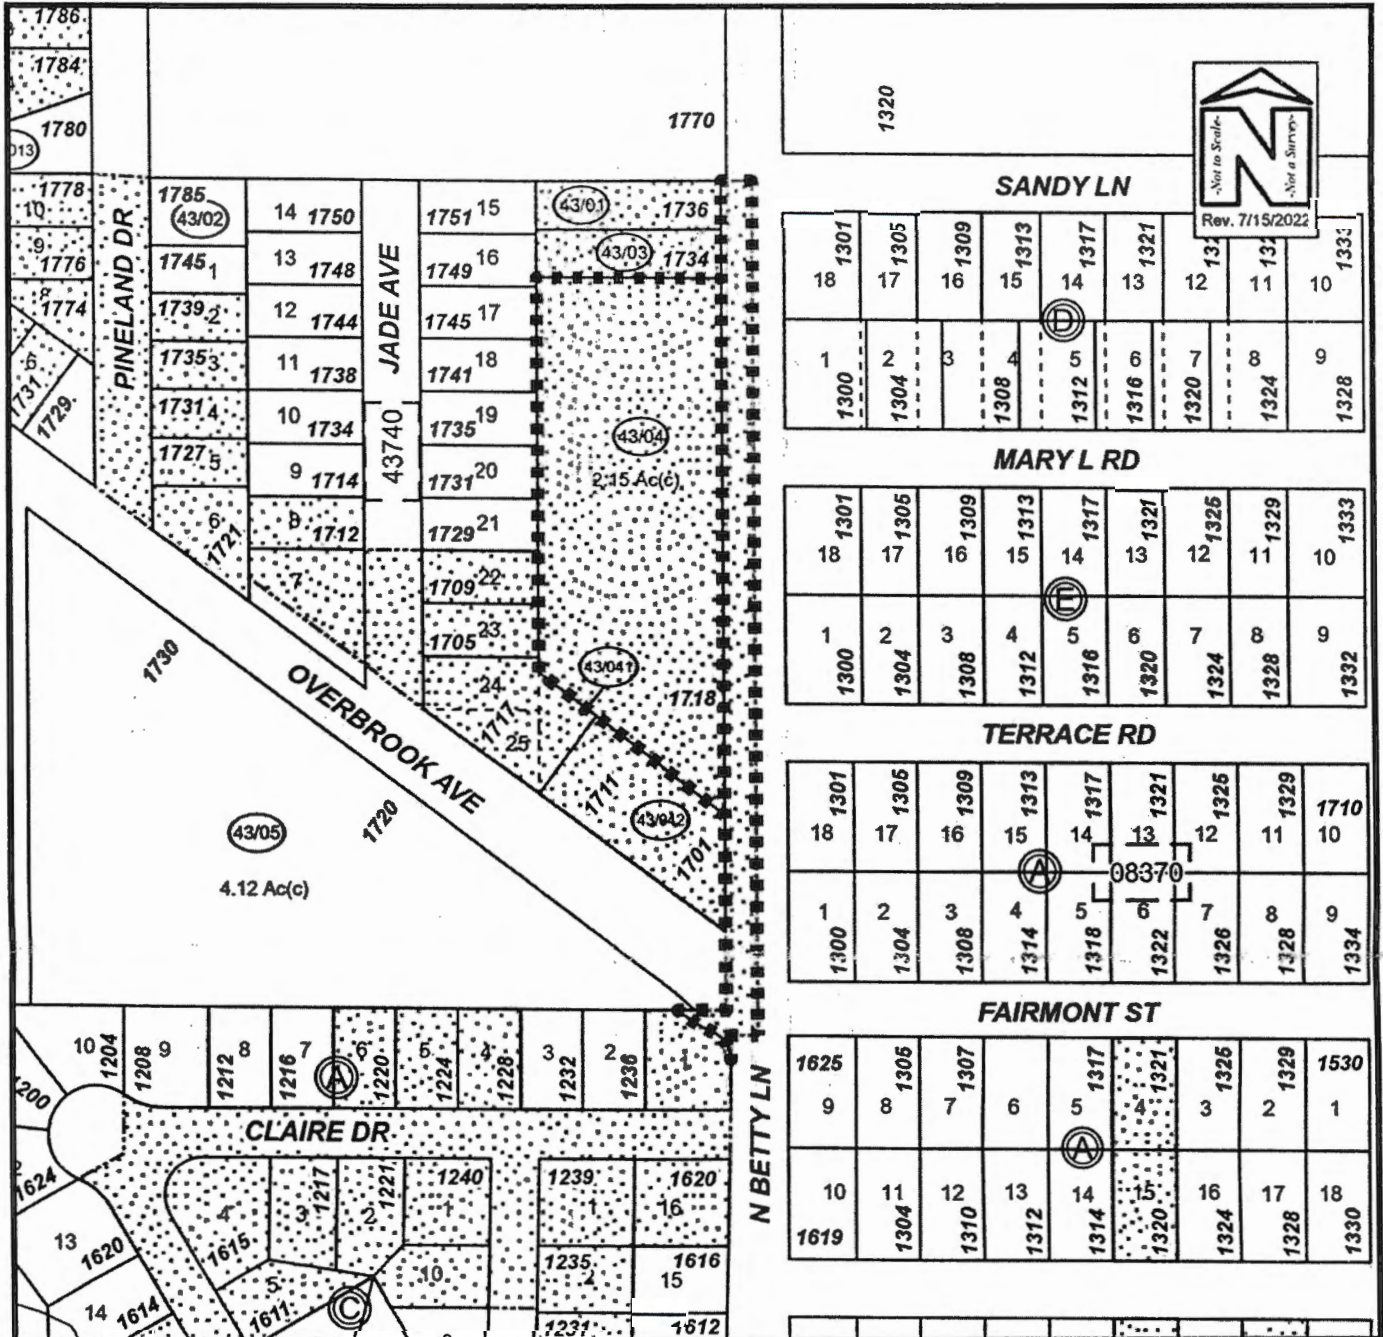 1786
1784
1780
013
1778
10
9
1776
8
1774
6
1731
1729
PINELAND DR
1785
43/02
1745 1
1739 2
1735 3
1731 4
1727 5
6
1721
14 1750
13 1748
12 1744
11 1738
10 1734
9 1714
8 1712
7
JADE AVE
43740
1751 15
1749 16
1745 17
1741 18
1735 19
1731 20
1729 21
1709 22
1705 23
24
1717
25
1770
43/01
1736
43/03
1734
43/04
2.15 Ac(c)
43/041
1718
1711
43/042
1701
OVERBROOK AVE
1730
1720
43/05
4.12 Ac(c)
N BETTY LN
1320
-Not to Scale-
N
-Not a Survey-
Rev. 7/15/2022
SANDY LN
1301 1305 1309 1313 1317 1321
18 17 16 15 14 13 12 11 10
D
1 2 3 4 5 6 7 8 9
1300 1304 1308 1312 1316 1320 1324 1328
MARY L RD
1301 1305 1309 1313 1317 1321 1325 1329 1333
18 17 16 15 14 13 12 11 10
E
1 2 3 4 5 6 7 8 9
1300 1304 1308 1312 1316 1320 1324 1328 1332
TERRACE RD
1301 1305 1309 1313 1317 1321 1325 1329 1710
18 17 16 15 14 13 12 11 10
A
08370
1 2 3 4 5 6 7 8 9
1300 1304 1308 1314 1318 1322 1326 1328 1334
FAIRMONT ST
1625 1305 1307 1317 1321 1325 1329 1530
9 8 7 6 5 4 3 2 1
A
10 11 12 13 14 15 16 17 18
1619 1304 1310 1312 1314 1320 1324 1328 1330
10 9 8 7 6 5 4 3 2 1
1204 1208 1212 1216 1220 1224 1228 1232 1236
A
1200
CLAIRE DR
1624
13
1620
14
1614
4
1615
3
1217
2
1221
1240
1
5
1611
C
10
1239
1
1620
16
1235
2
1616
15
1231
1612